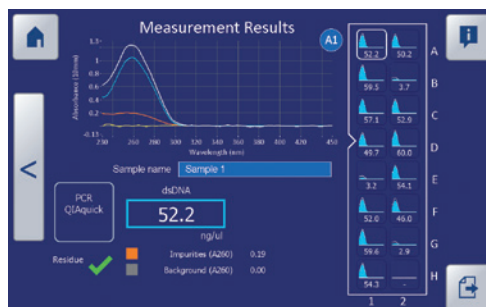 Measurement Results
A1
1.3
1
0.8
0.6
0.4
0.2
-0.13
Absorbance (10mm)
230 260 280 300 320 340 360 380 400 420 450
Wavelength (nm)
Sample name Sample 1
PCR
QIAquick
dsDNA
52.2
ng/ul
Residue
Impurities (A260) 0.19
Background (A260) 0.00
52.2 50.2 A
59.5 3.7 B
57.1 52.9 C
49.7 60.0 D
3.2 54.1 E
52.0 46.0 F
59.6 2.9 G
54.3 - H
1 2